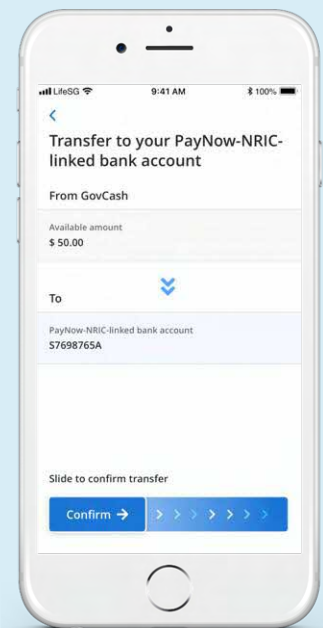 LifeSG 9:41 AM 100%
Transfer to your PayNow-NRIC-
linked bank account
From GovCash
Available amount
$ 50.00
To
PayNow-NRIC-linked bank account
S7698765A
Slide to confirm transfer
Confirm →